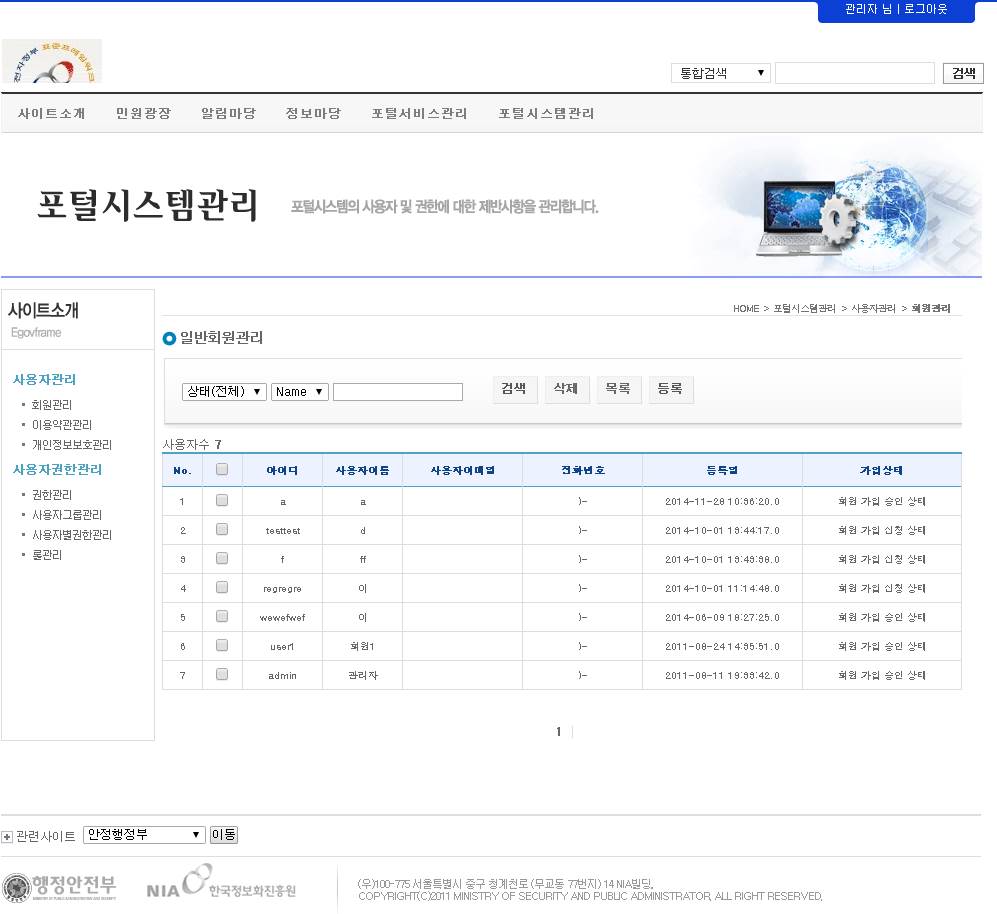 관리자 님 | 로그아웃
전자정부 표준프레임워크
통합검색 검색
사이트소개 민원광장 알림마당 정보마당 포털서비스관리 포털시스템관리
포털시스템관리 포털시스템의 사용자 및 권한에 대한 제반사항을 관리합니다.
사이트소개
Egovframe
사용자관리
회원관리
이용약관관리
개인정보보호관리
사용자권한관리
권한관리
사용자그룹관리
사용자별권한관리
롤관리
HOME > 포털시스템관리 > 사용자관리 > 회원관리
일반회원관리
상태(전체) Name 검색 삭제 목록 등록
사용자수 7
No. 아이디 사용자이름 사용자이메일 전화번호 등록일 가입상태
1 a a )- 2014-11-28 10:36:20.0 회원 가입 승인 상태
2 testtest d )- 2014-10-01 13:44:17.0 회원 가입 신청 상태
3 f ff )- 2014-10-01 13:43:38.0 회원 가입 신청 상태
4 regregre 이 )- 2014-10-01 11:14:48.0 회원 가입 신청 상태
5 wewefwef 이 )- 2014-06-09 18:27:25.0 회원 가입 승인 상태
6 user1 회원1 )- 2011-08-24 14:35:51.0 회원 가입 승인 상태
7 admin 관리자 )- 2011-08-11 19:39:42.0 회원 가입 승인 상태
1
관련사이트 안정행정부 이동
행정안전부
MINISTRY OF PUBLIC ADMINISTRATION AND SECURITY
NIA 한국정보화진흥원
(우)100-775 서울특별시 중구 청계천로 (무교동 77번지) 14 NIA빌딩.
COPYRIGHT(C)2011 MINISTRY OF SECURITY AND PUBLIC ADMINISTRATOR, ALL RIGHT RESERVED.